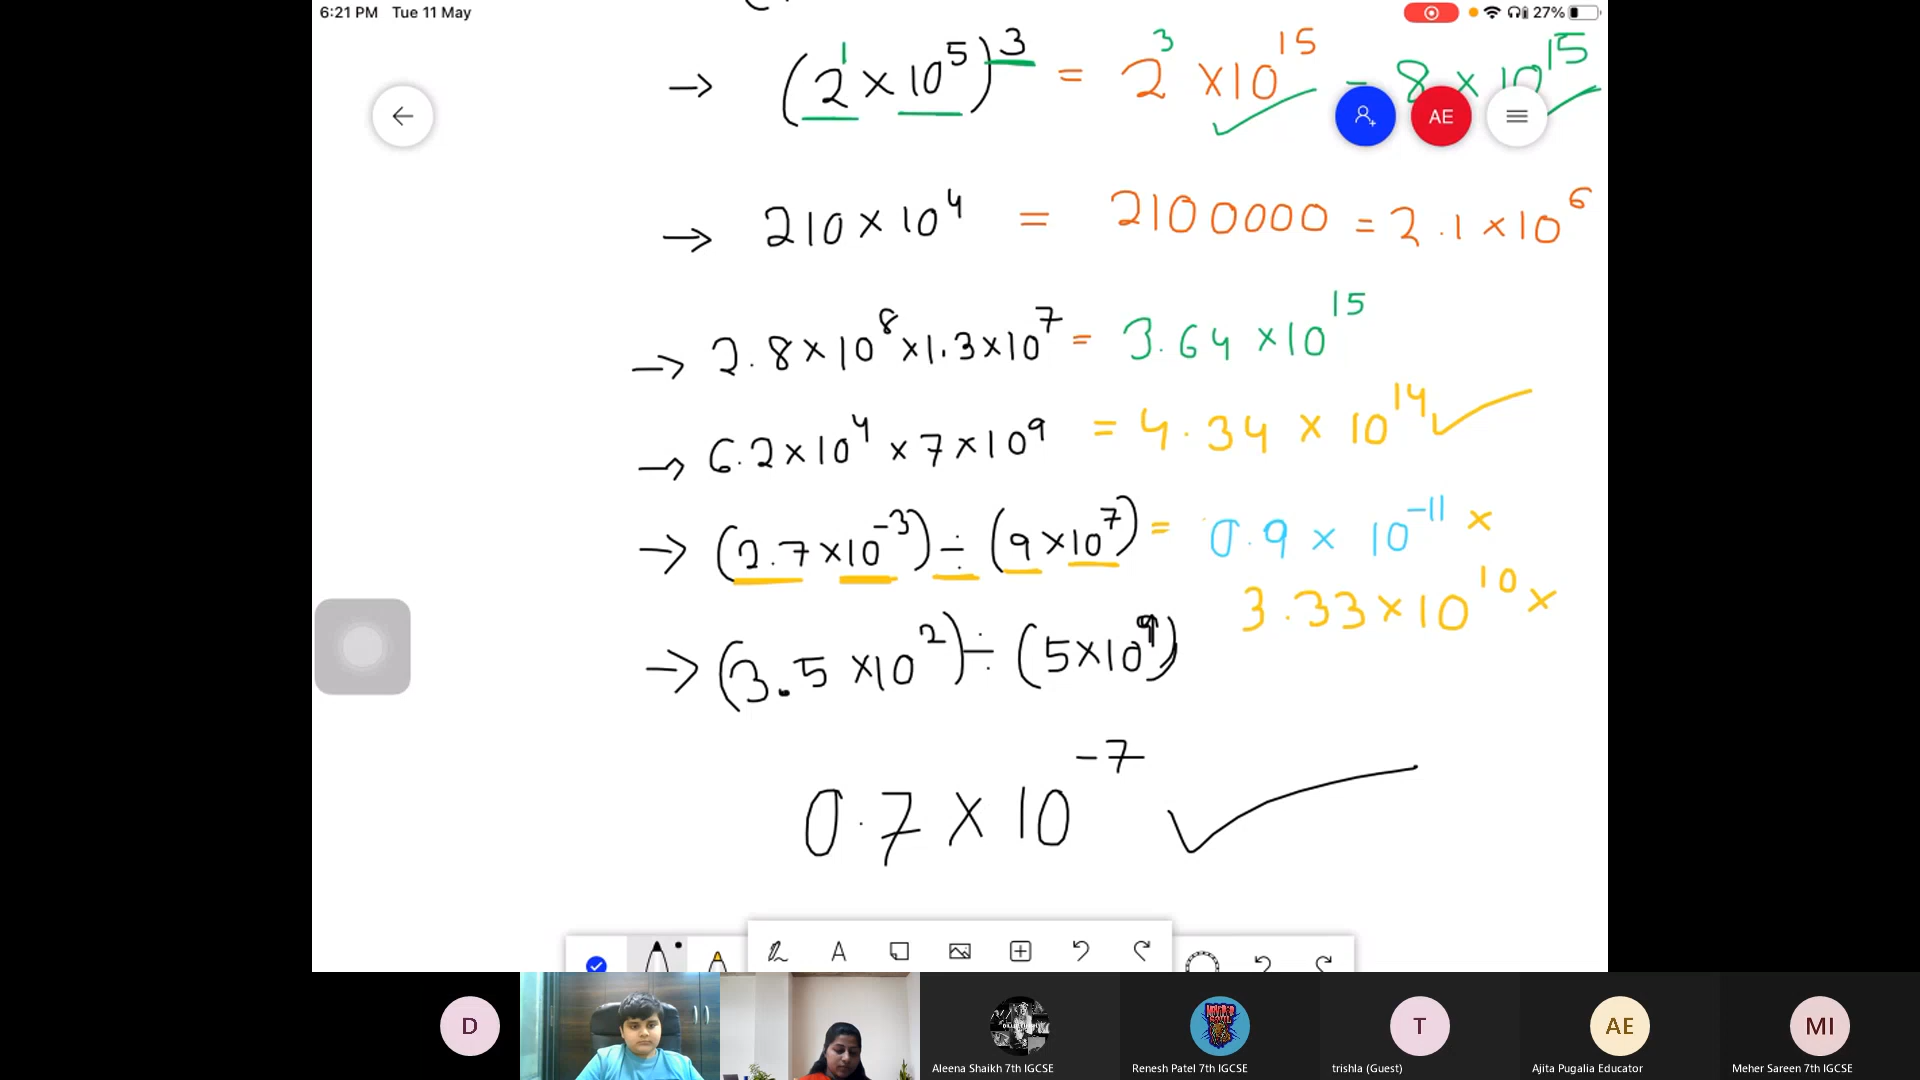 6:21 PM Tue 11 May
27%
→ (2¹ × 10⁵)³ = 2³ × 10¹⁵ = 8 × 10¹⁵
AE
→ 210 × 10⁴ = 2100000 = 2.1 × 10⁶
→ 2.8 × 10⁸ × 1.3 × 10⁷ = 3.64 × 10¹⁵
→ 6.2 × 10⁴ × 7 × 10⁹ = 4.34 × 10¹⁴ ✓
→ (2.7 × 10⁻³) ÷ (9 × 10⁷) = 0.9 × 10⁻¹¹ ×
3.33 × 10¹⁰ ×
→ (3.5 × 10²) ÷ (5 × 10⁹)
0.7 × 10⁻⁷ ✓
A
D
T
AE
MI
Aleena Shaikh 7th IGCSE
Renesh Patel 7th IGCSE
trishla (Guest)
Ajita Pugalia Educator
Meher Sareen 7th IGCSE